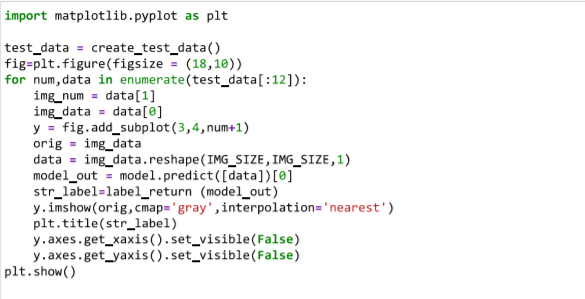 import matplotlib.pyplot as plt
test_data = create_test_data()
fig=plt.figure(figsize = (18,10))
for num,data in enumerate(test_data[:12]):
    img_num = data[1]
    img_data = data[0]
    y = fig.add_subplot(3,4,num+1)
    orig = img_data
    data = img_data.reshape(IMG_SIZE,IMG_SIZE,1)
    model_out = model.predict([data])[0]
    str_label=label_return (model_out)
    y.imshow(orig,cmap='gray',interpolation='nearest')
    plt.title(str_label)
    y.axes.get_xaxis().set_visible(False)
    y.axes.get_yaxis().set_visible(False)
plt.show()